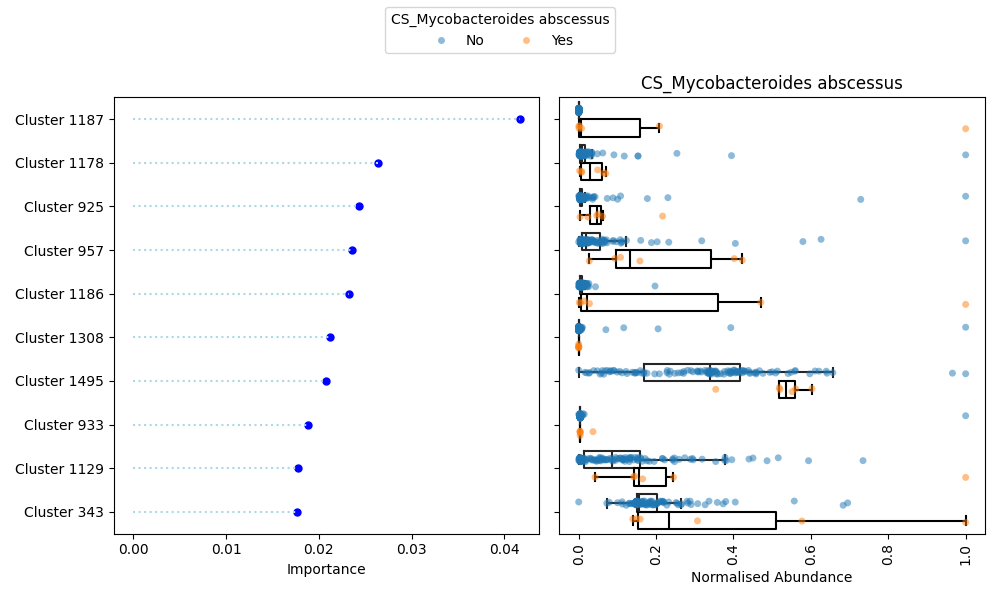 CS_Mycobacteroides abscessus
No Yes
CS_Mycobacteroides abscessus
Cluster 1187
Cluster 1178
Cluster 925
Cluster 957
Cluster 1186
Cluster 1308
Cluster 1495
Cluster 933
Cluster 1129
Cluster 343
0.00 0.01 0.02 0.03 0.04
Importance
0.0 0.2 0.4 0.6 0.8 1.0
Normalised Abundance